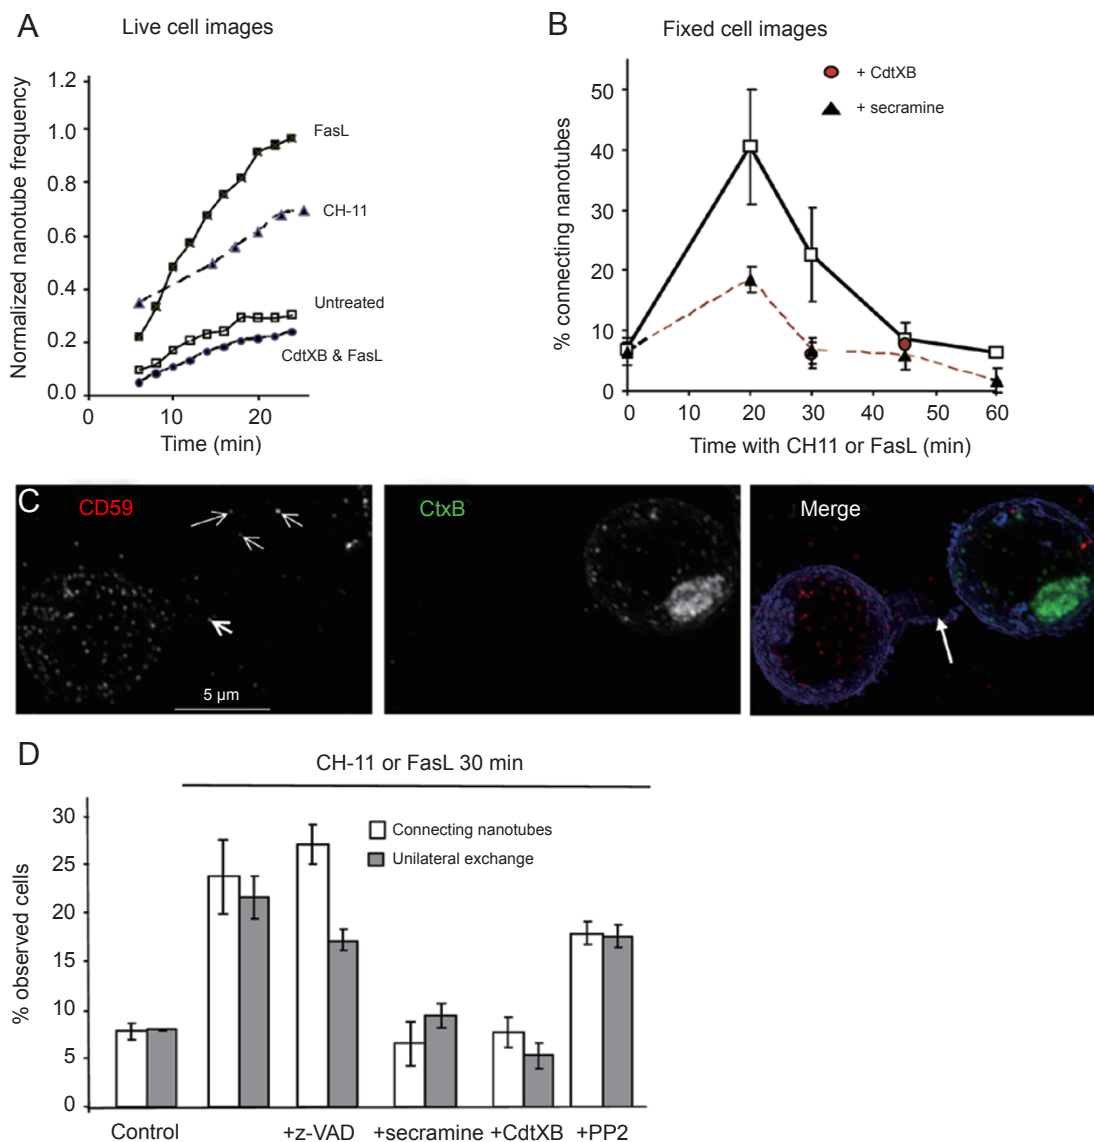 A
Live cell images
Normalized nanotube frequency
1.2
1.0
0.8
0.6
0.4
0.2
0.0
FasL
CH-11
Untreated
CdtXB & FasL
0
10
20
Time (min)
B
Fixed cell images
% connecting nanotubes
50
40
30
20
10
0
+ CdtXB
+ secramine
0
10
20
30
40
50
60
Time with CH11 or FasL (min)
C
CD59
5 µm
CtxB
Merge
D
CH-11 or FasL 30 min
% observed cells
30
25
20
15
10
5
0
Connecting nanotubes
Unilateral exchange
Control
+z-VAD
+secramine
+CdtXB
+PP2